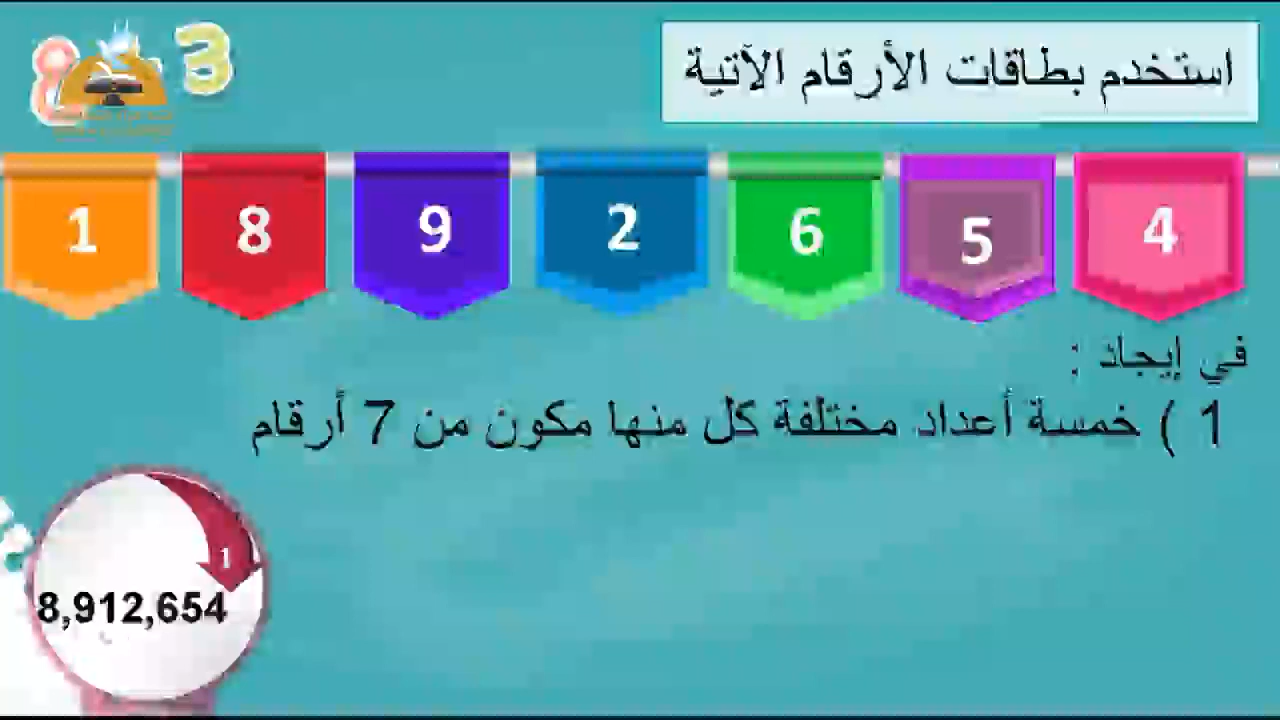 3
استخدم بطاقات الأرقام الآتية
1 8 9 2 6 5 4
في إيجاد :
1 ) خمسة أعداد مختلفة كل منها مكون من 7 أرقام
1
8,912,654